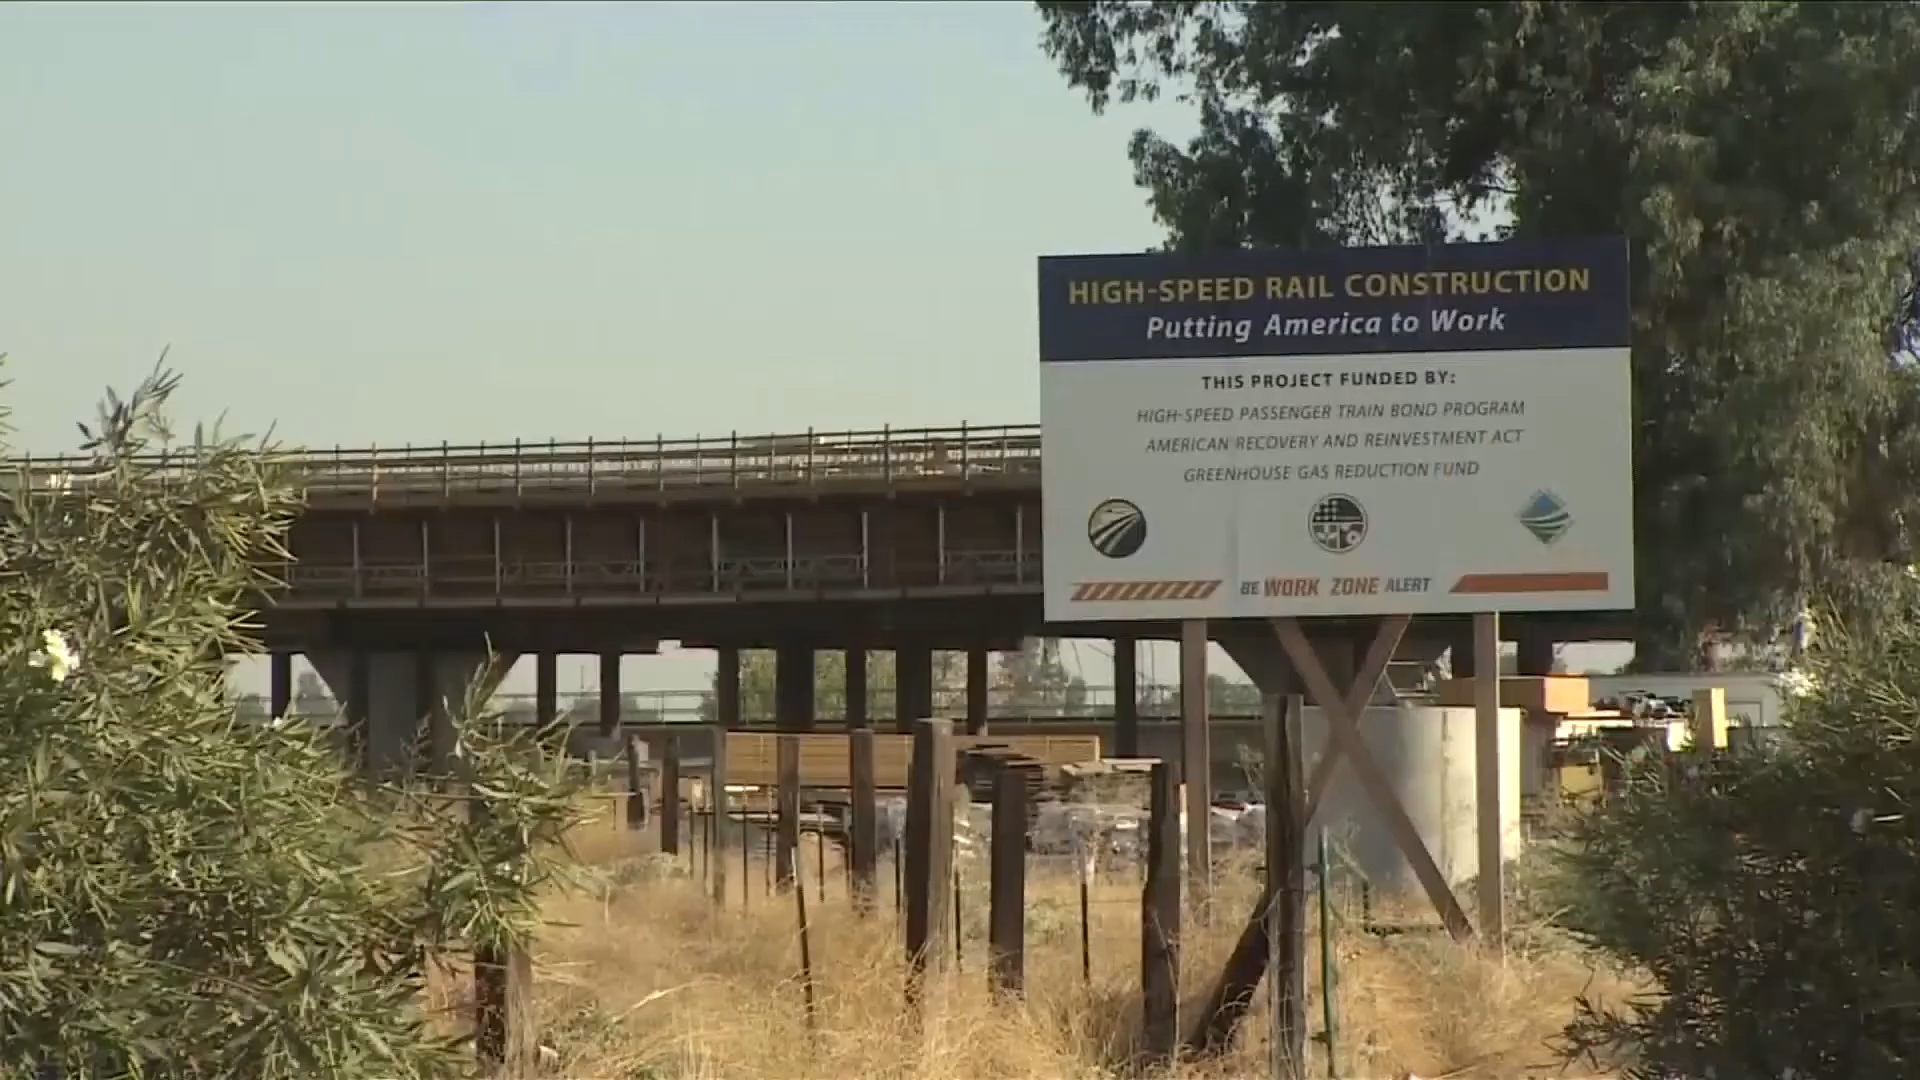 HIGH-SPEED RAIL CONSTRUCTION
Putting America to Work
THIS PROJECT FUNDED BY:
HIGH-SPEED PASSENGER TRAIN BOND PROGRAM
AMERICAN RECOVERY AND REINVESTMENT ACT
GREENHOUSE GAS REDUCTION FUND
BE WORK ZONE ALERT